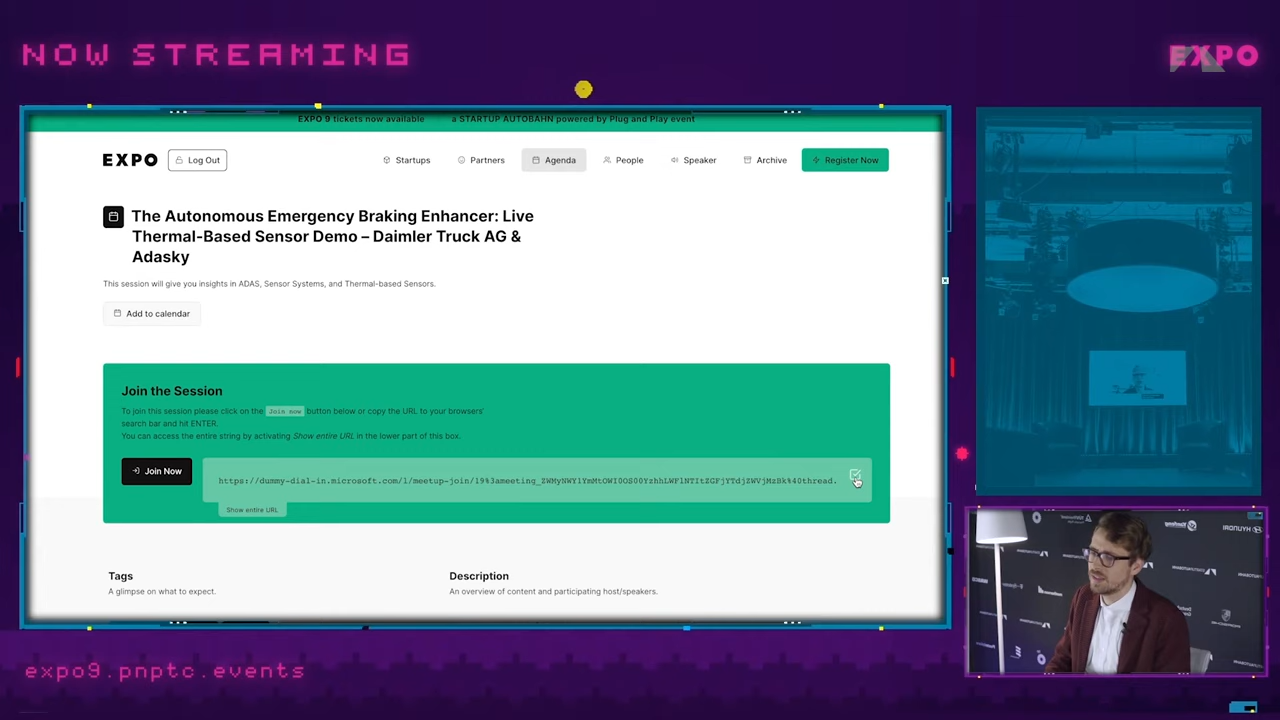 NOW STREAMING
EXPO
EXPO 9 tickets now available
a STARTUP AUTOBAHN powered by Plug and Play event
EXPO
Log Out
Startups
Partners
Agenda
People
Speaker
Archive
Register Now
The Autonomous Emergency Braking Enhancer: Live
Thermal-Based Sensor Demo – Daimler Truck AG &
Adasky
This session will give you insights in ADAS, Sensor Systems, and Thermal-based Sensors.
Add to calendar
Join the Session
To join this session please click on the Join now button below or copy the URL to your browsers'
search bar and hit ENTER.
You can access the entire string by activating Show entire URL in the lower part of this box.
Join Now
Show entire URL
Tags
A glimpse on what to expect.
Description
An overview of content and participating host/speakers.
expo9.pnptc.events